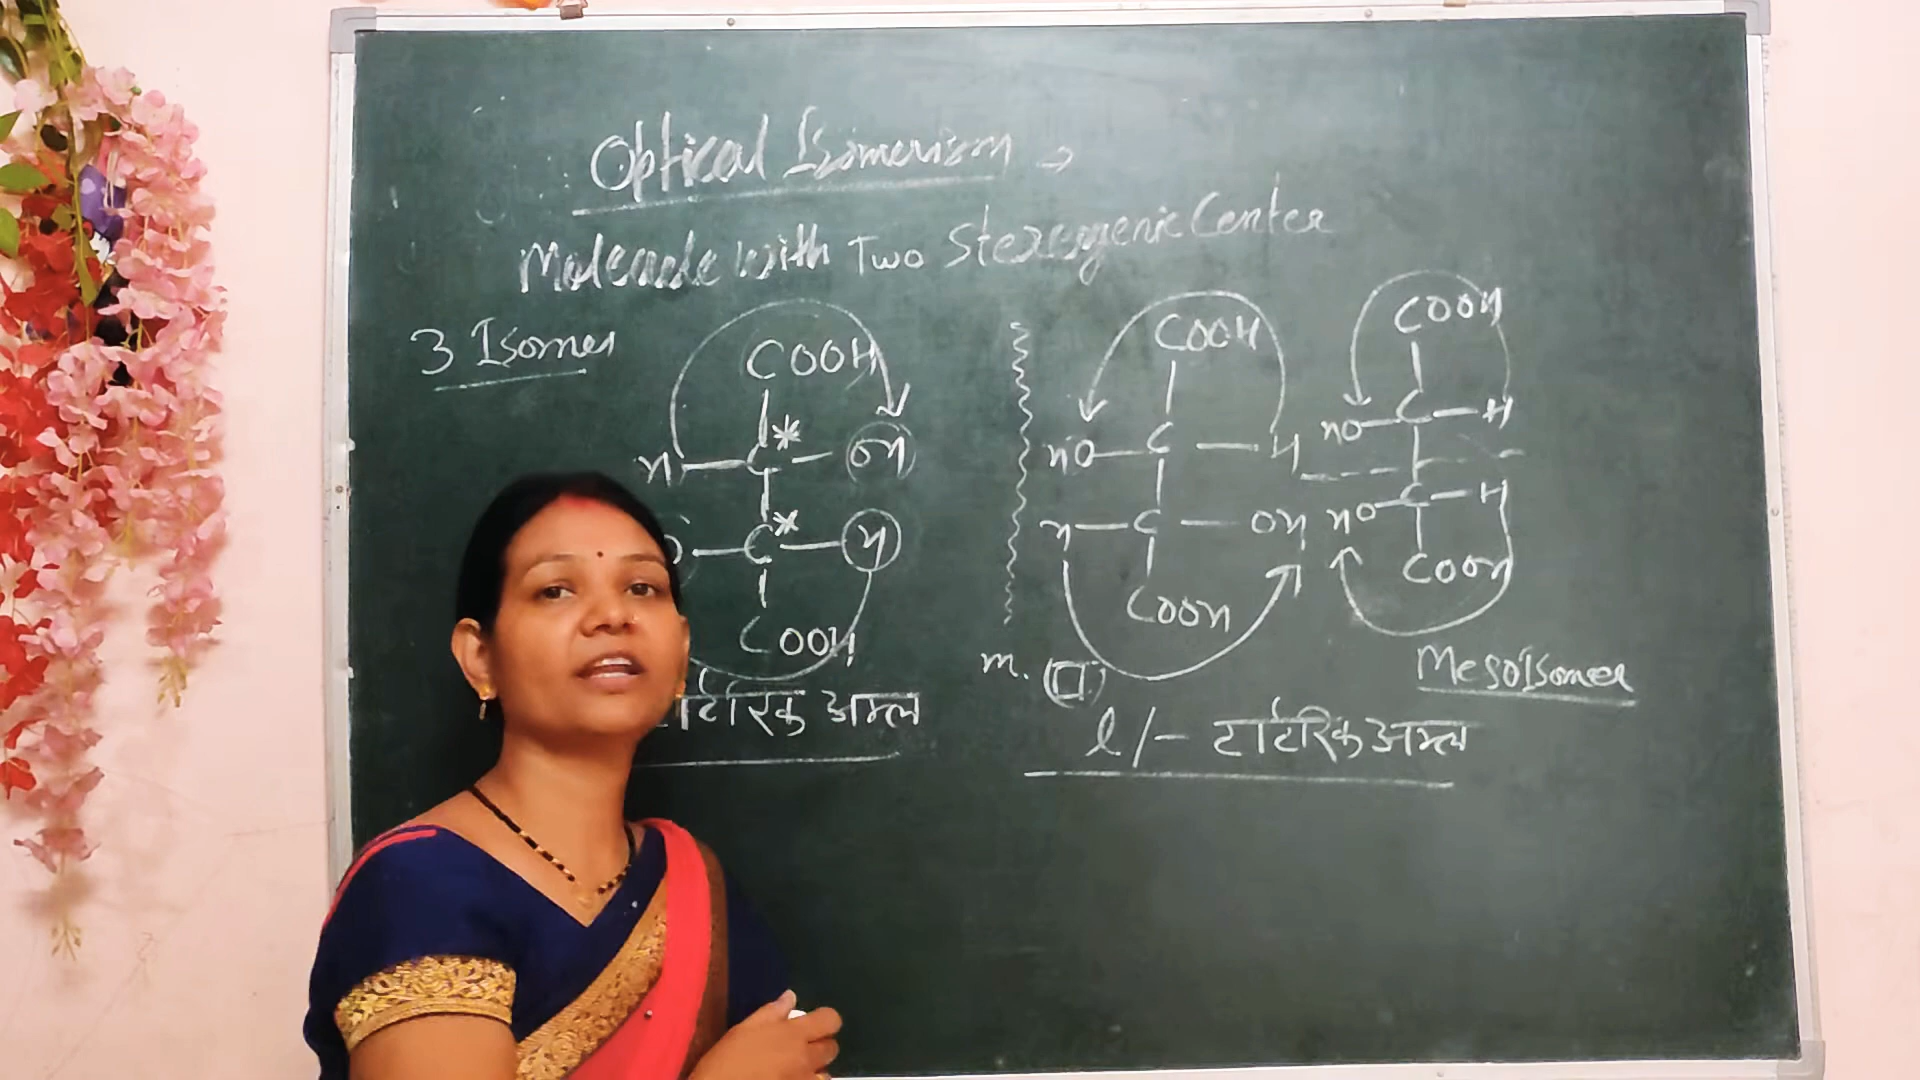 Optical Isomerism →
Molecule with Two Stereogenic Center
3 Isomer
COOH
H — C* — OH
— C* — H
COOH
टार्टरिक अम्ल
COOH
HO — C — H
H — C — OH
COOH
m.
l/- टार्टरिक अम्ल
COOH
HO — C — H
HO — C — H
COOH
Meso Isomer